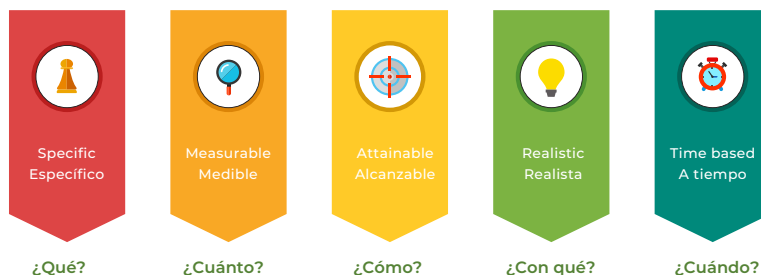 Specific
Específico
Measurable
Medible
Attainable
Alcanzable
Realistic
Realista
Time based
A tiempo
¿Qué?
¿Cuánto?
¿Cómo?
¿Con qué?
¿Cuándo?